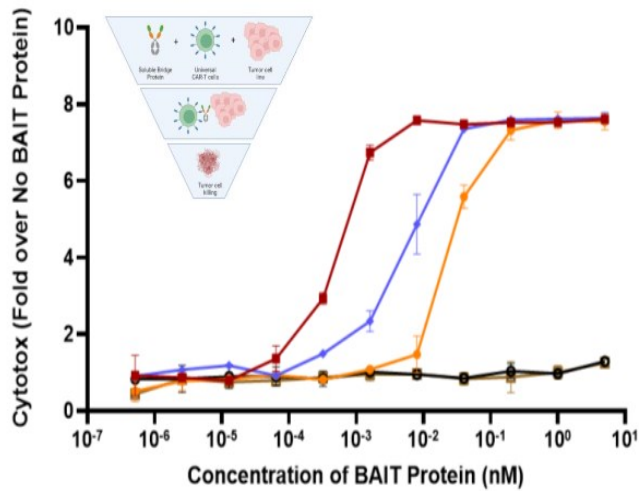 10
8
6
4
2
0
Cytotox (Fold over No BAIT Protein)
Soluble Bridge
Protein
+
Universal
CAR T cells
+
Tumor cell
line
Tumor cell
killing
10-7 10-6 10-5 10-4 10-3 10-2 10-1 100 101
Concentration of BAIT Protein (nM)